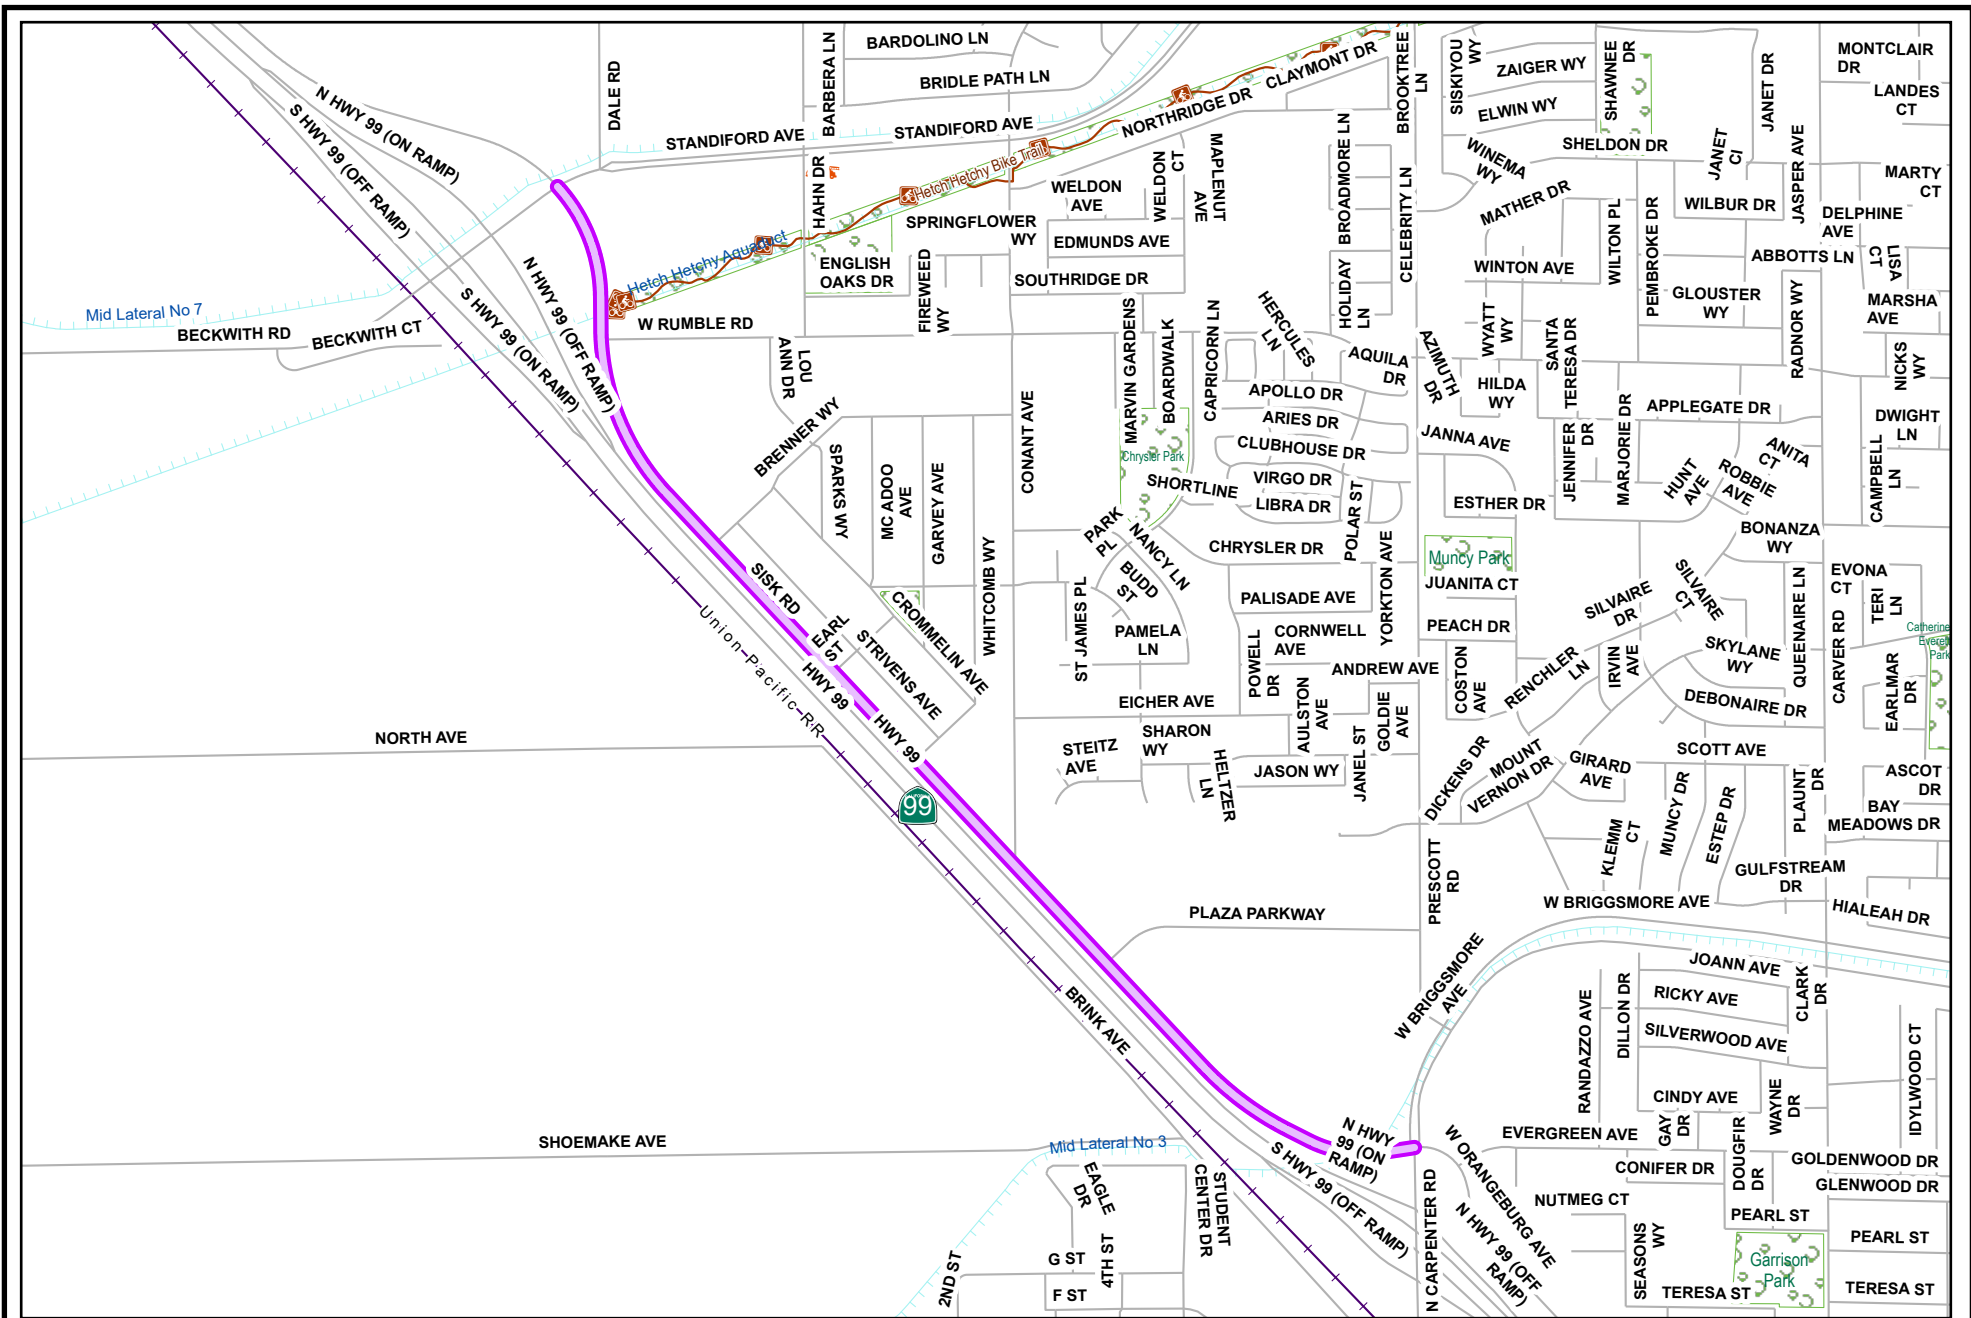 BARDOLINO LN
BRIDLE PATH LN
BARBERA LN
DALE RD
N HWY 99 (ON RAMP)
S HWY 99 (OFF RAMP)
STANDIFORD AVE
STANDIFORD AVE
NORTHRIDGE DR
CLAYMONT DR
BROOKTREE
LN
SISKIYOU
WY
ZAIGER WY
ELWIN WY
SHAWNEE
DR
JANET DR
MONTCLAIR
DR
LANDES
CT
SHELDON DR
WINEMA
WY
JANET
CI
JASPER AVE
MARTY
CT
HAHN DR
Hetch Hetchy Bike Trail
WELDON
AVE
WELDON
CT
MAPLENUT
AVE
BROADMORE LN
CELEBRITY LN
MATHER DR
WILTON PL
PEMBROKE DR
WILBUR DR
DELPHINE
AVE
LISA
CT
ABBOTTS LN
SPRINGFLOWER
WY
EDMUNDS AVE
SOUTHRIDGE DR
ENGLISH
OAKS DR
FIREWEED
WY
Hetch Hetchy Aquaduct
Mid Lateral No 7
BECKWITH RD
BECKWITH CT
W RUMBLE RD
N HWY 99 (OFF RAMP)
S HWY 99 (ON RAMP)
WINTON AVE
GLOUSTER
WY
MARSHA
AVE
RADNOR WY
NICKS
WY
HOLIDAY
LN
HERCULES
LN
CAPRICORN LN
BOARDWALK
MARVIN GARDENS
AQUILA
DR
AZIMUTH
DR
WYATT
WY
SANTA
TERESA DR
HILDA
WY
APOLLO DR
ARIES DR
CLUBHOUSE DR
VIRGO DR
LIBRA DR
SHORTLINE
Chrysler Park
LOU
ANN DR
BRENNER WY
SPARKS WY
MC ADOO
AVE
GARVEY AVE
WHITCOMB WY
CONANT AVE
JANNA AVE
ESTHER DR
JENNIFER
DR
MARJORIE DR
APPLEGATE DR
HUNT
AVE
ROBBIE
AVE
ANITA
CT
DWIGHT
LN
CAMPBELL
LN
BONANZA
WY
PARK
PL
NANCY LN
BUDD
ST
CHRYSLER DR
POLAR ST
YORKTON AVE
Muncy Park
JUANITA CT
SILVAIRE
DR
SILVAIRE
CT
QUEENAIRE LN
EVONA
CT
TERI
LN
CARVER RD
Catherine
Everett
Park
PALISADE AVE
CORNWELL
AVE
PEACH DR
ANDREW AVE
POWELL
DR
ST JAMES PL
PAMELA
LN
EICHER AVE
SKYLANE
WY
IRVIN
AVE
RENCHLER
LN
COSTON
AVE
DEBONAIRE DR
EARLMAR
DR
SISK RD
EARL
ST
STRIVENS AVE
CROMMELIN AVE
HWY 99
HWY 99
Union Pacific RR
NORTH AVE
99
STEITZ
AVE
SHARON
WY
HELTZER
LN
JASON WY
AULSTON
AVE
JANEL ST
GOLDIE
AVE
DICKENS DR
MOUNT
VERNON DR
GIRARD
AVE
SCOTT AVE
PLAUNT
DR
ASCOT
DR
BAY
MEADOWS DR
KLEMM
CT
MUNCY DR
ESTEP DR
GULFSTREAM
DR
HIALEAH DR
W BRIGGSMORE AVE
PRESCOTT
RD
PLAZA PARKWAY
W BRIGGSMORE
AVE
JOANN AVE
RICKY AVE
CLARK
DR
SILVERWOOD AVE
DILLON DR
RANDAZZO AVE
CINDY AVE
WAYNE
DR
IDYLWOOD CT
BRINK AVE
SHOEMAKE AVE
Mid Lateral No 3
N HWY
99 (ON
RAMP)
S HWY 99 (OFF RAMP)
W ORANGEBURG AVE
N HWY 99 (OFF
RAMP)
N CARPENTER RD
EVERGREEN AVE
GAY
DR
DOUGFIR
DR
CONIFER DR
GOLDENWOOD DR
GLENWOOD DR
NUTMEG CT
PEARL ST
PEARL ST
SEASONS
WY
Garrison
Park
TERESA ST
TERESA ST
EAGLE
DR
STUDENT
CENTER DR
4TH ST
G ST
F ST
2ND ST